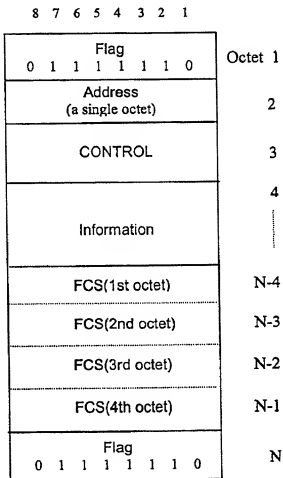 8 7 6 5 4 3 2 1
Flag
0 1 1 1 1 1 1 0 Octet 1
Address
(a single octet) 2
CONTROL 3
4
Information
FCS(1st octet) N-4
FCS(2nd octet) N-3
FCS(3rd octet) N-2
FCS(4th octet) N-1
Flag
0 1 1 1 1 1 1 0 N